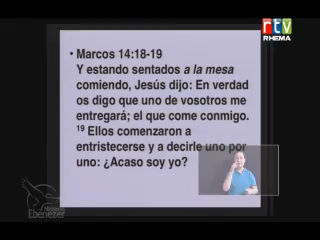 rtv
RHEMA
• Marcos 14:18-19
Y estando sentados a la mesa
comiendo, Jesús dijo: En verdad
os digo que uno de vosotros me
entregará; el que come conmigo.
19 Ellos comenzaron a
entristecerse y a decirle uno por
uno: ¿Acaso soy yo?
Ebenezer